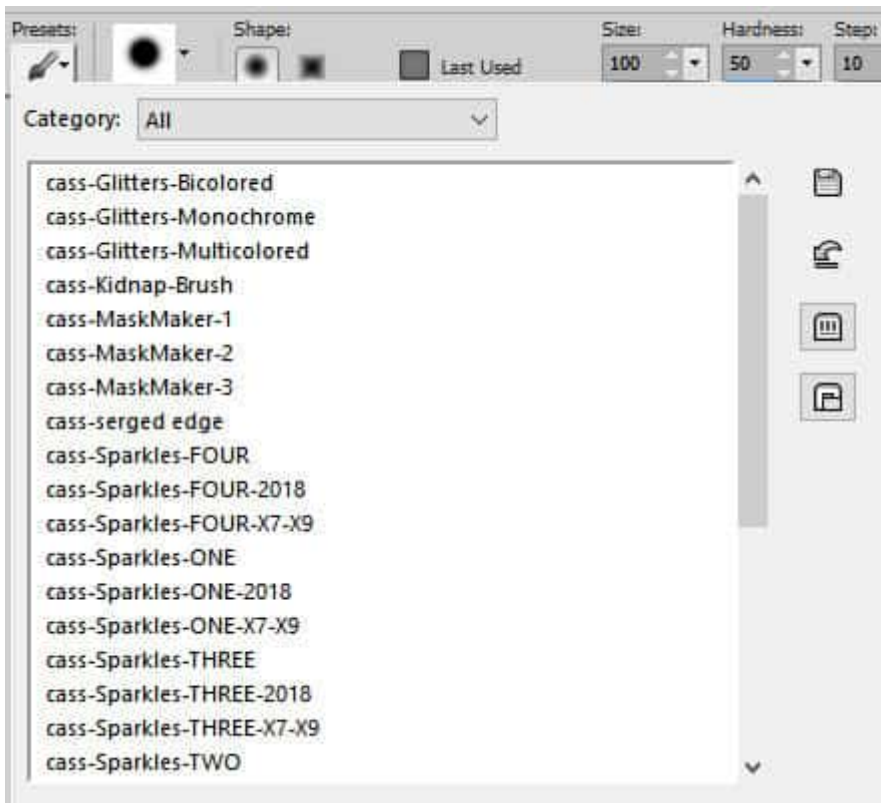 Presets: Shape: Size: Hardness: Step:
Last Used 100 50 10
Category: All
cass-Glitters-Bicolored
cass-Glitters-Monochrome
cass-Glitters-Multicolored
cass-Kidnap-Brush
cass-MaskMaker-1
cass-MaskMaker-2
cass-MaskMaker-3
cass-serged edge
cass-Sparkles-FOUR
cass-Sparkles-FOUR-2018
cass-Sparkles-FOUR-X7-X9
cass-Sparkles-ONE
cass-Sparkles-ONE-2018
cass-Sparkles-ONE-X7-X9
cass-Sparkles-THREE
cass-Sparkles-THREE-2018
cass-Sparkles-THREE-X7-X9
cass-Sparkles-TWO